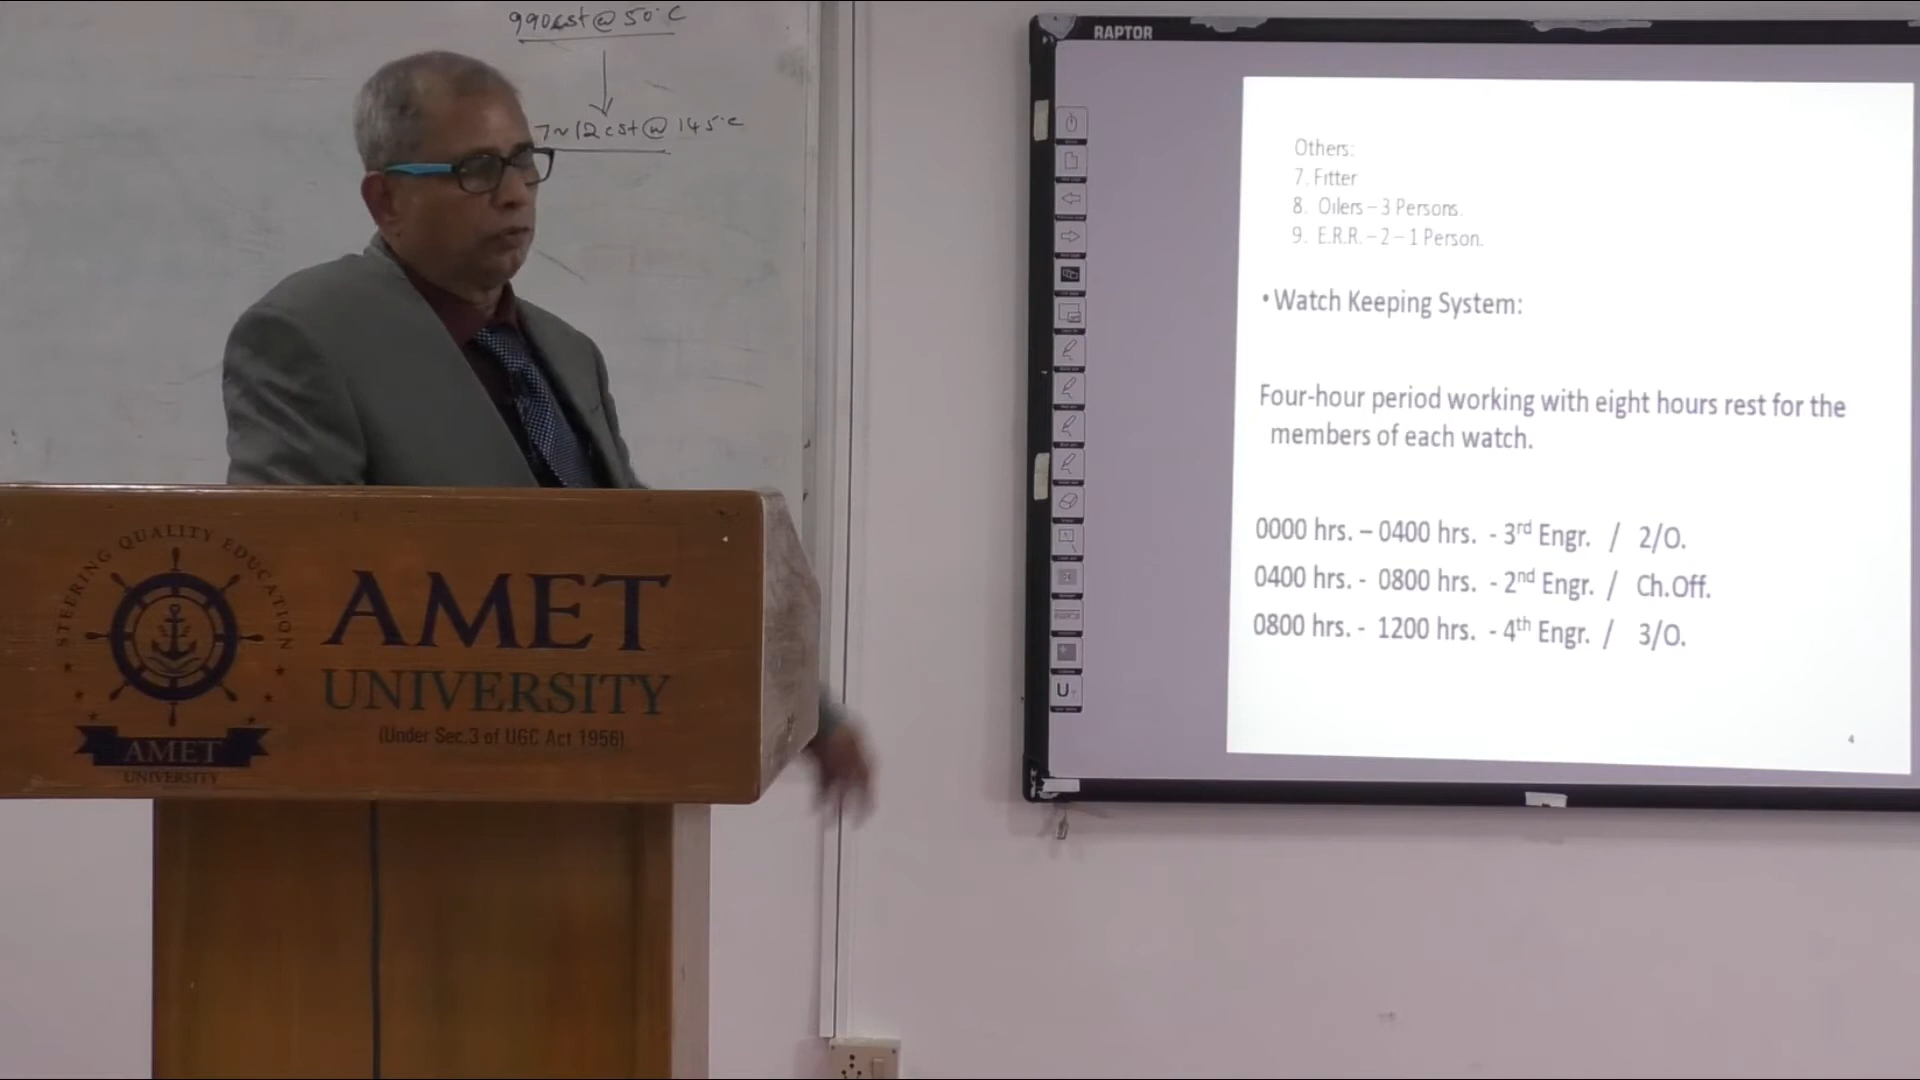 990cst@50°C
7~12cst@145°C
STEERING QUALITY EDUCATION
AMET
UNIVERSITY
AMET
UNIVERSITY
(Under Sec.3 of UGC Act 1956)
RAPTOR
Others:
7. Fitter
8. Oilers – 3 Persons.
9. E.R.R. – 2 – 1 Person.
• Watch Keeping System:
Four-hour period working with eight hours rest for the
members of each watch.
0000 hrs. – 0400 hrs. - 3rd Engr. / 2/O.
0400 hrs. - 0800 hrs. - 2nd Engr. / Ch.Off.
0800 hrs. - 1200 hrs. - 4th Engr. / 3/O.
4